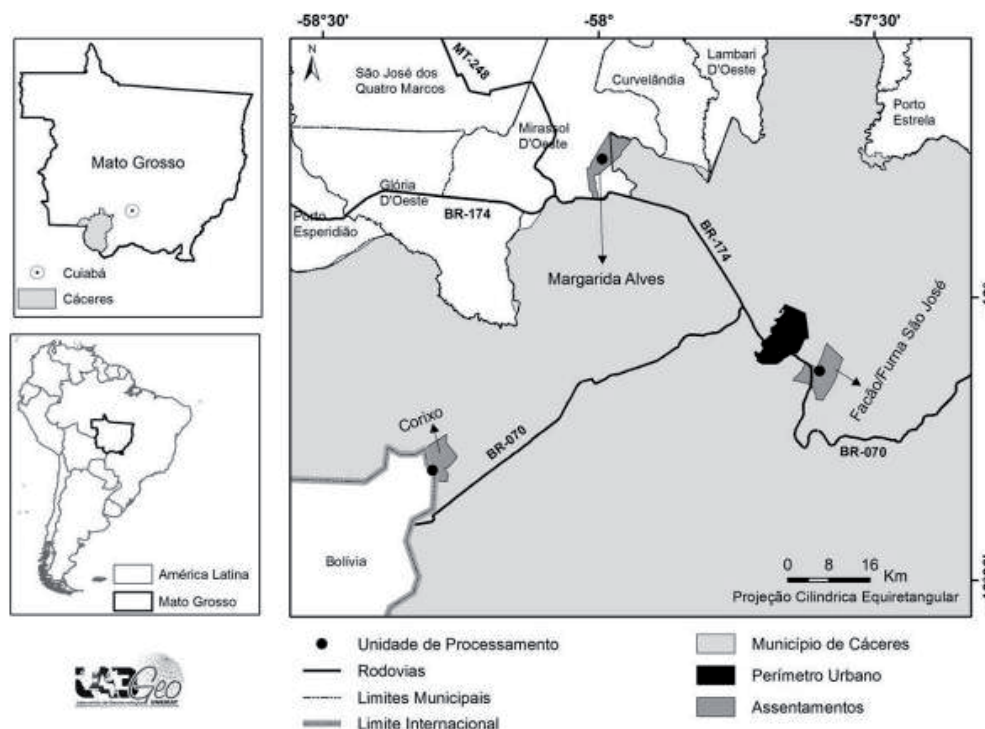 -58°30'
-58°
-57°30'
N
MT-248
São José dos
Quatro Marcos
Mirassol
D'Oeste
Curvelândia
Lambari
D'Oeste
Porto
Estrela
Glória
D'Oeste
BR-174
Porto
Esperidião
BR-174
Margarida Alves
Facão/Furna São José
Corixo
BR-070
BR-070
Bolívia
0 8 16
Km
Projeção Cilindrica Equiretangular
Mato Grosso
Cuiabá
Cáceres
América Latina
Mato Grosso
Geo
UNEMAT
Unidade de Processamento
Rodovias
Limites Municipais
Limite Internacional
Município de Cáceres
Perímetro Urbano
Assentamentos